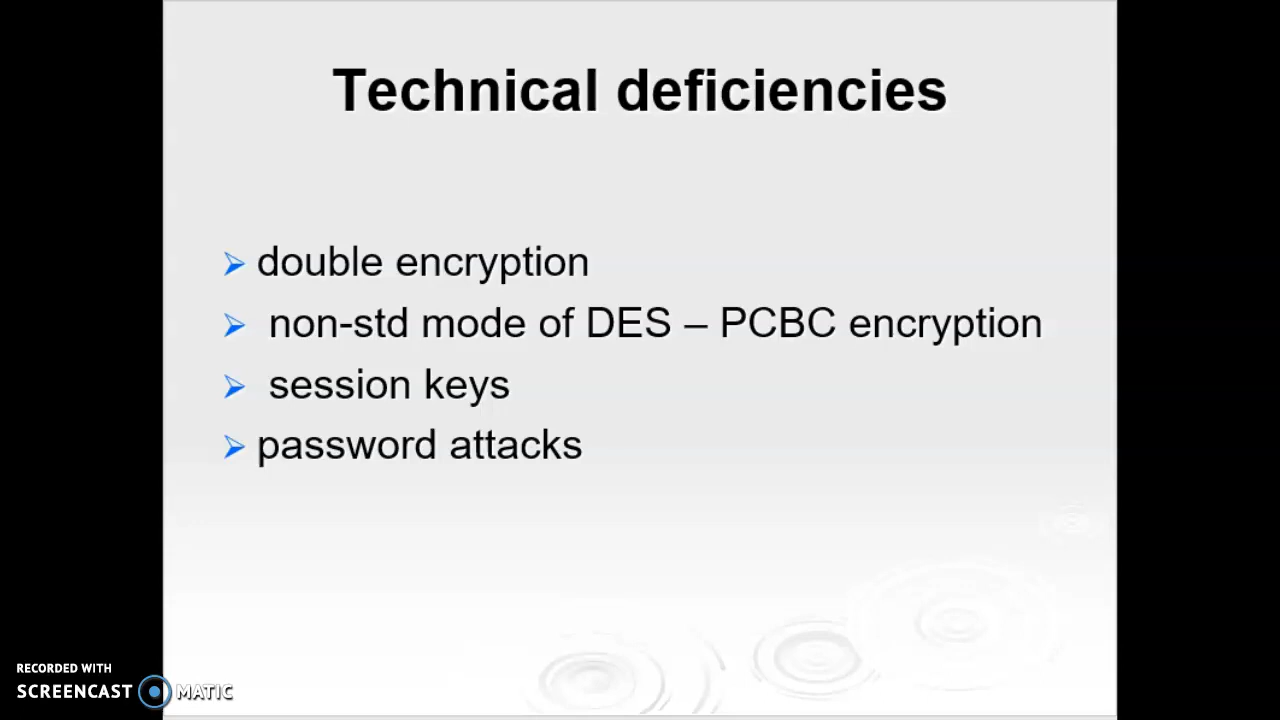 Technical deficiencies
double encryption
non-std mode of DES – PCBC encryption
session keys
password attacks
RECORDED WITH
SCREENCAST MATIC